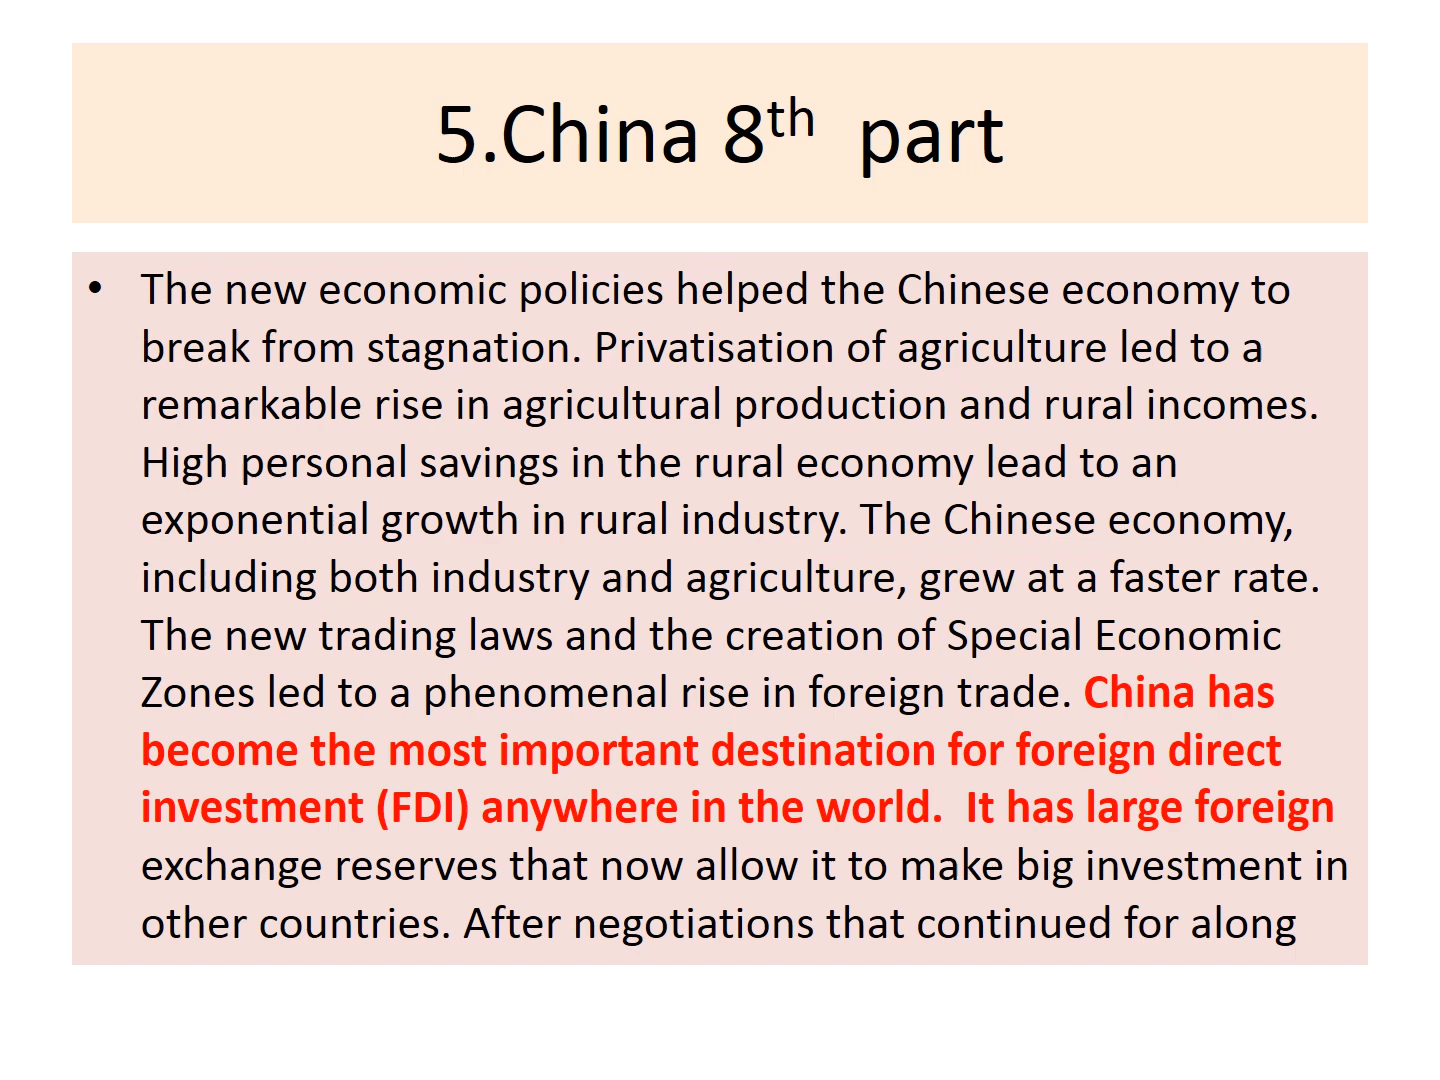 5.China 8th part
• The new economic policies helped the Chinese economy to
break from stagnation. Privatisation of agriculture led to a
remarkable rise in agricultural production and rural incomes.
High personal savings in the rural economy lead to an
exponential growth in rural industry. The Chinese economy,
including both industry and agriculture, grew at a faster rate.
The new trading laws and the creation of Special Economic
Zones led to a phenomenal rise in foreign trade. China has
become the most important destination for foreign direct
investment (FDI) anywhere in the world. It has large foreign
exchange reserves that now allow it to make big investment in
other countries. After negotiations that continued for along